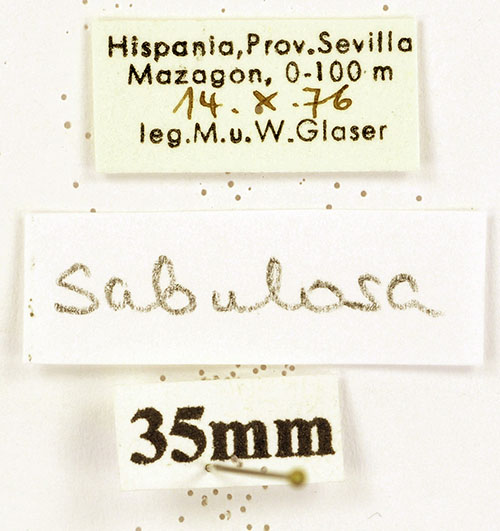 Hispania, Prov. Sevilla
Mazagon, 0-100 m
14. X. 76
leg. M. u. W. Glaser
sabulosa
35mm